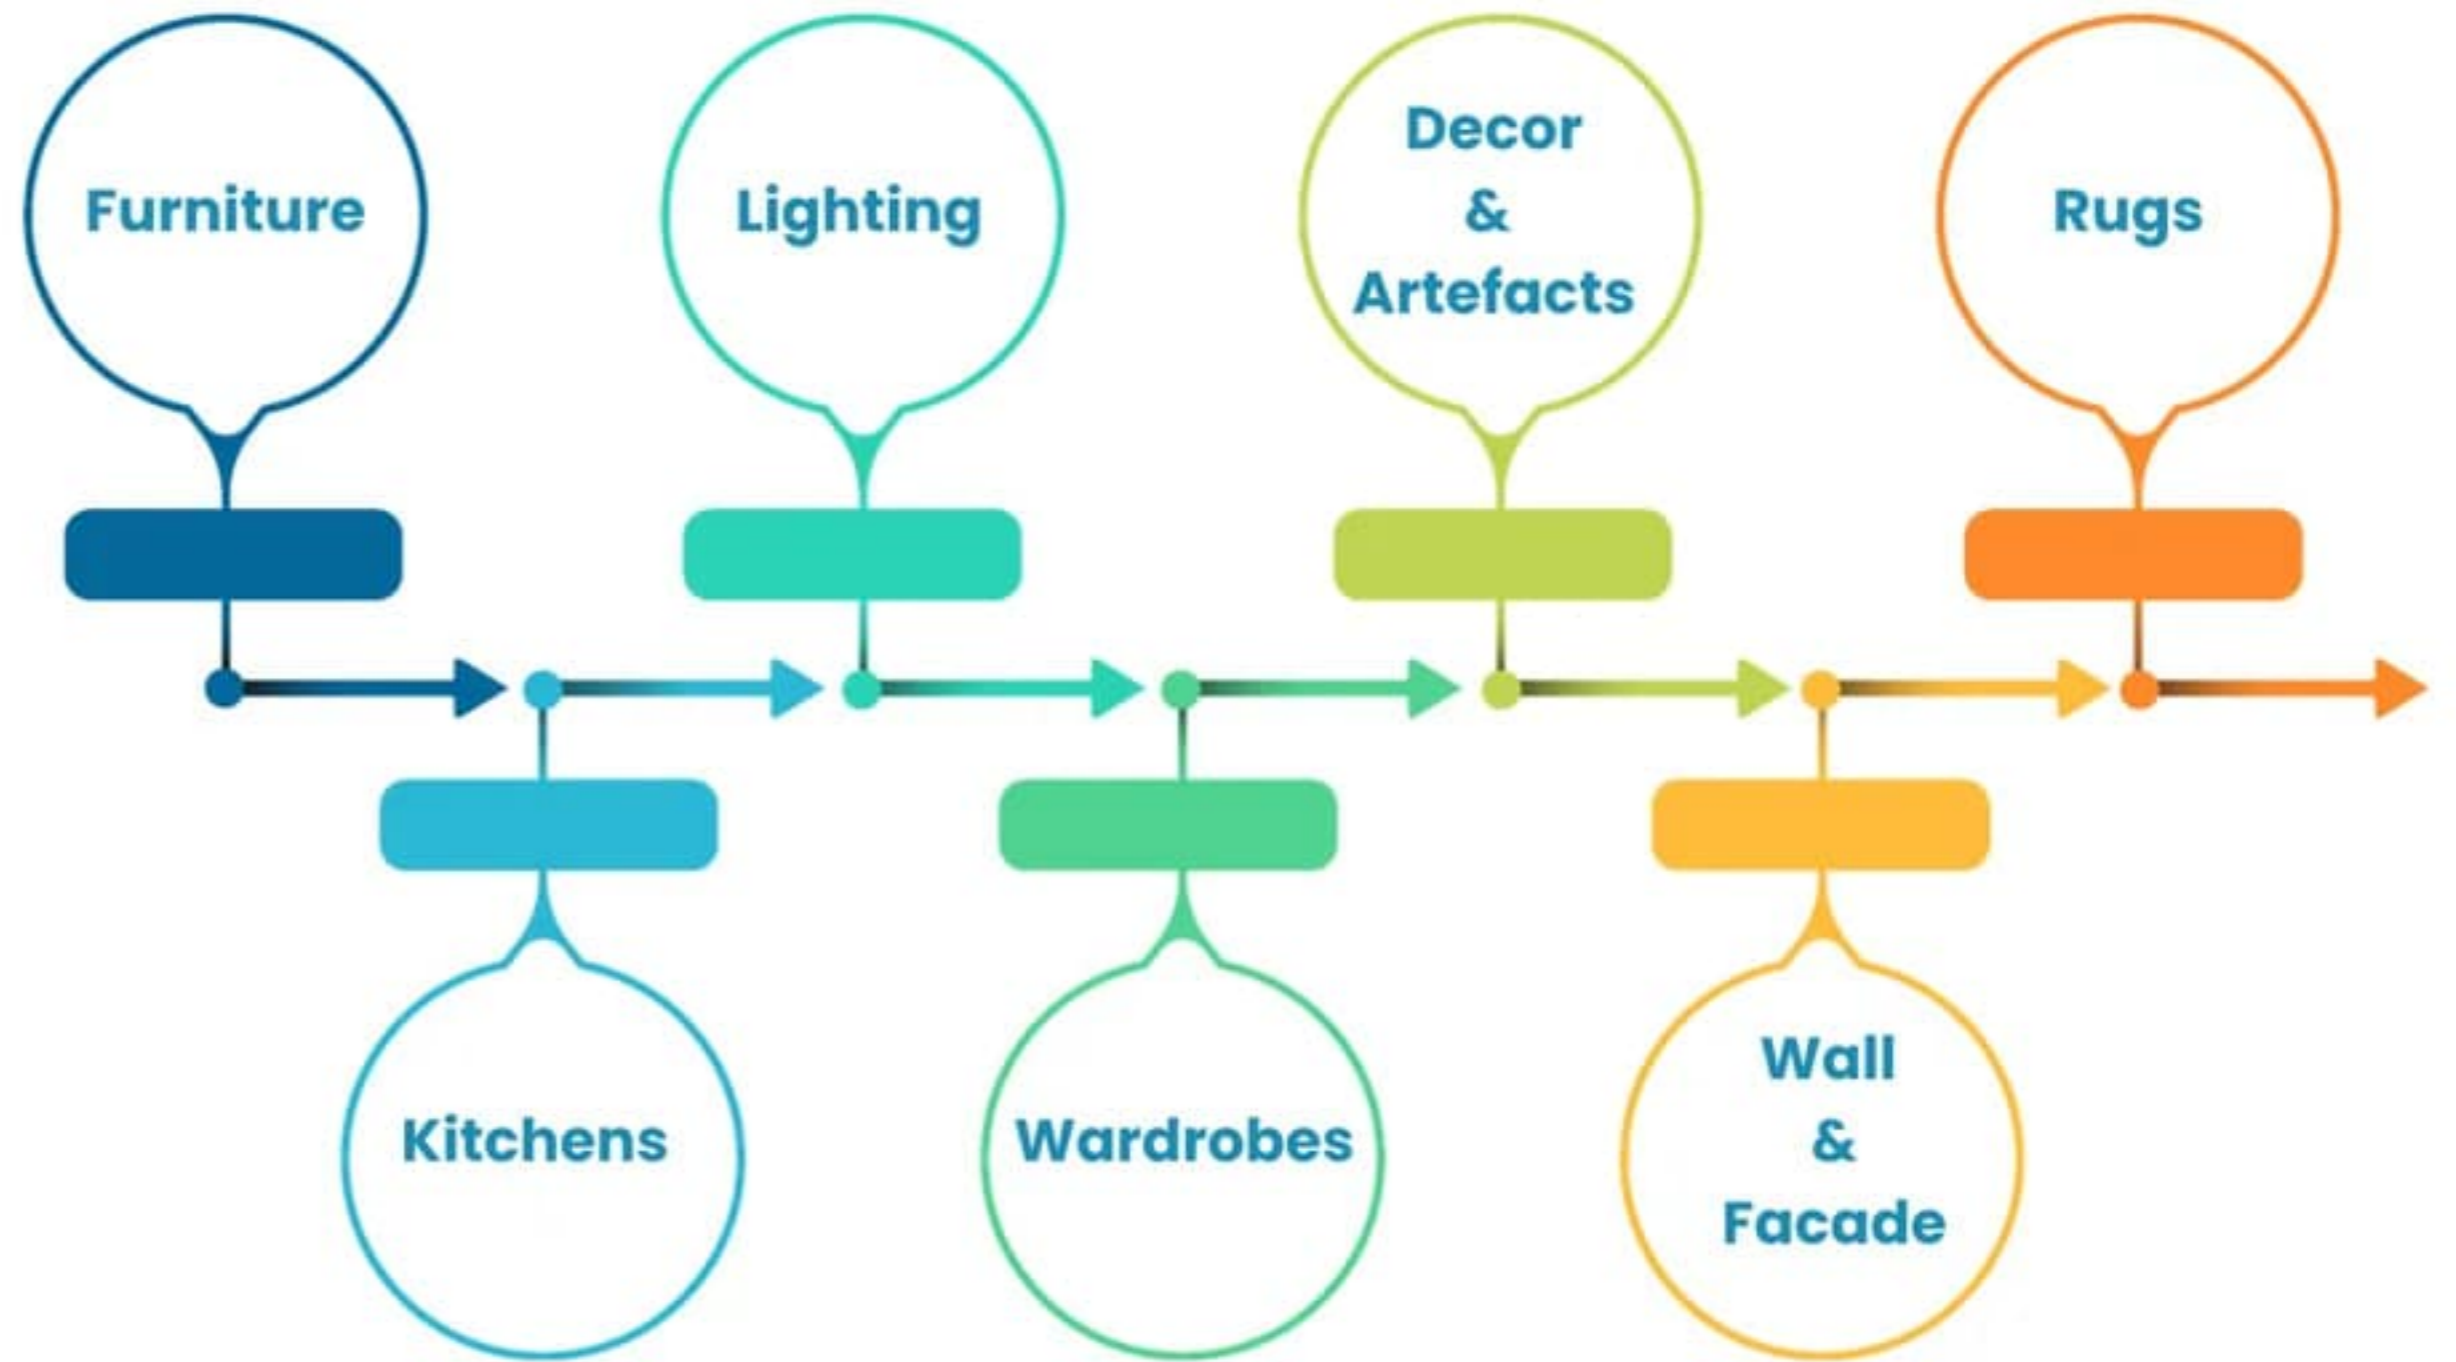 Furniture
Lighting
Decor
&
Artefacts
Rugs
Kitchens
Wardrobes
Wall
&
Facade